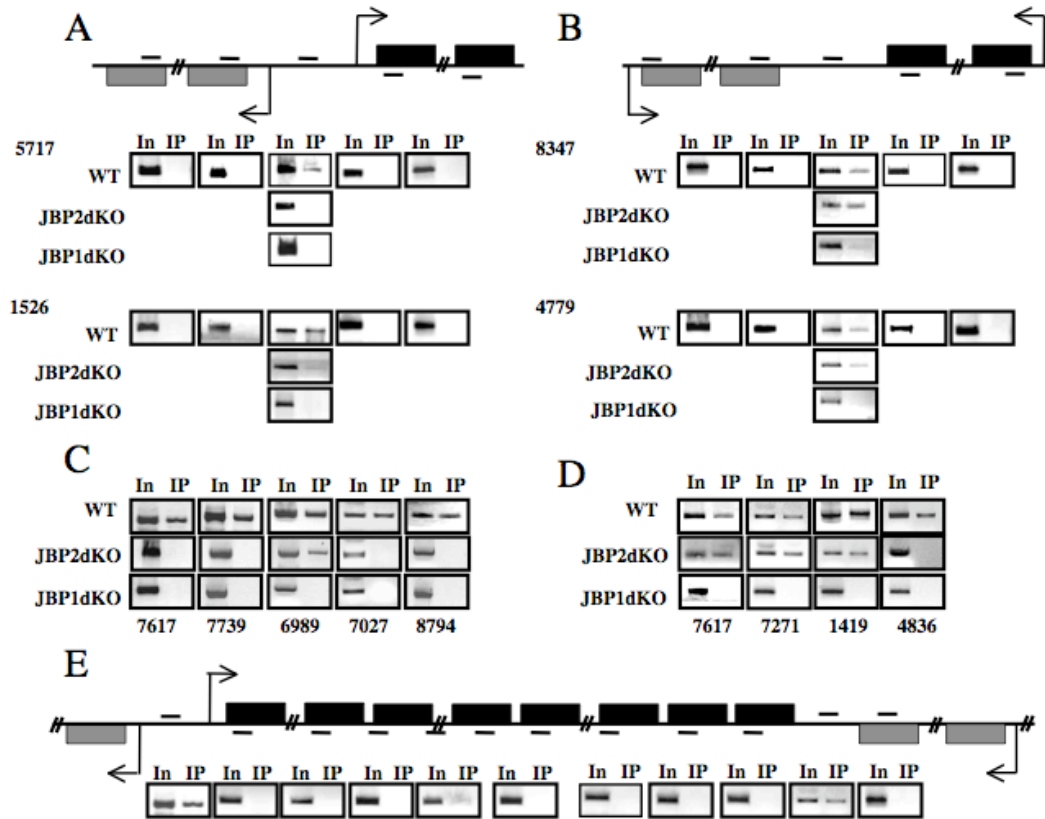 A B
In IP In IP In IP In IP In IP
5717
WT
JBP2dKO
JBP1dKO
In IP In IP In IP In IP In IP
8347
WT
JBP2dKO
JBP1dKO
1526
WT
JBP2dKO
JBP1dKO
4779
WT
JBP2dKO
JBP1dKO
C
In IP In IP In IP In IP In IP
WT
JBP2dKO
JBP1dKO
7617 7739 6989 7027 8794
D
In IP In IP In IP In IP
WT
JBP2dKO
JBP1dKO
7617 7271 1419 4836
E
In IP In IP In IP In IP In IP In IP In IP In IP In IP In IP In IP